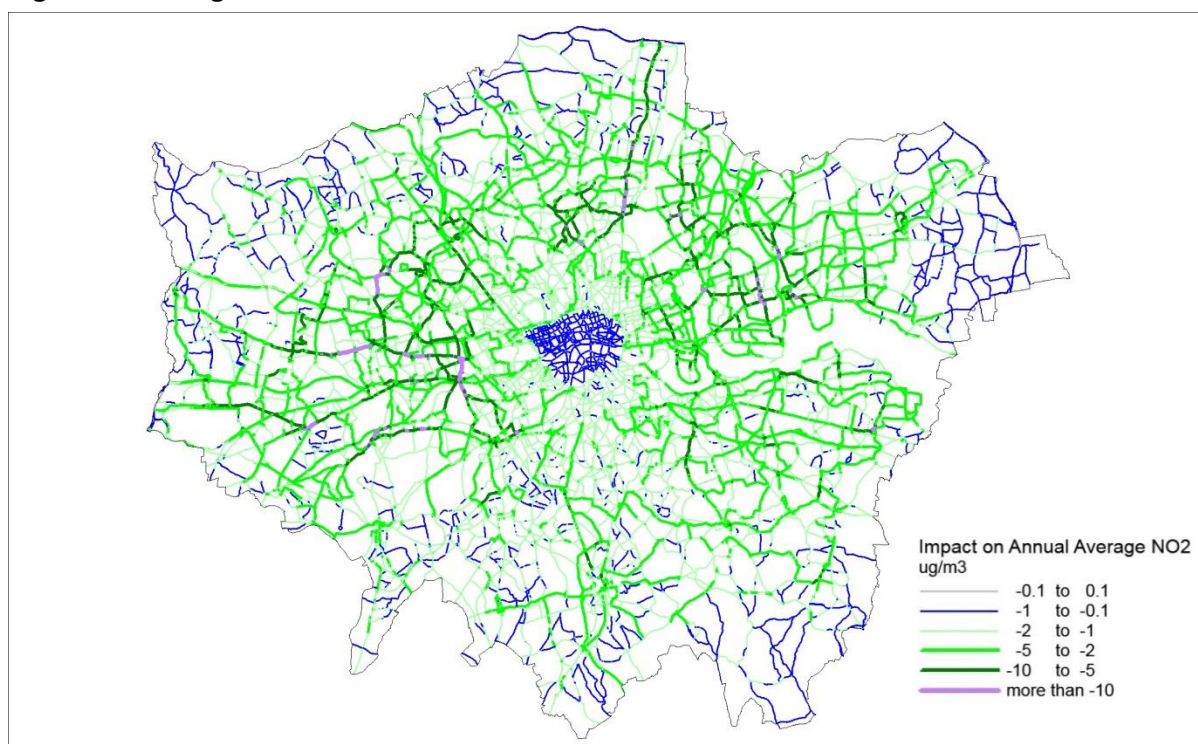 Impact on Annual Average NO2
ug/m3
-0.1 to 0.1
-1 to -0.1
-2 to -1
-5 to -2
-10 to -5
more than -10